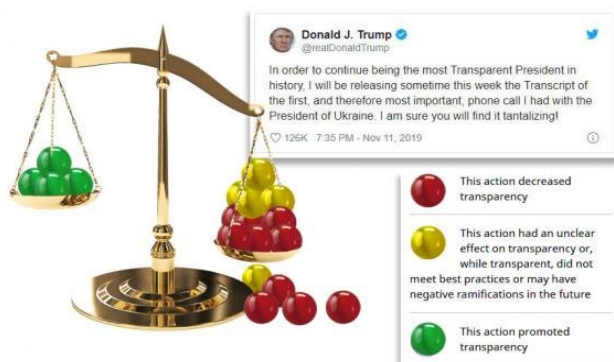 Donald J. Trump
@realDonaldTrump
In order to continue being the most Transparent President in
history, I will be releasing sometime this week the Transcript of
the first, and therefore most important, phone call I had with the
President of Ukraine. I am sure you will find it tantalizing!
126K 7:35 PM - Nov 11, 2019
This action decreased
transparency
This action had an unclear
effect on transparency or,
while transparent, did not
meet best practices or may have
negative ramifications in the future
This action promoted
transparency